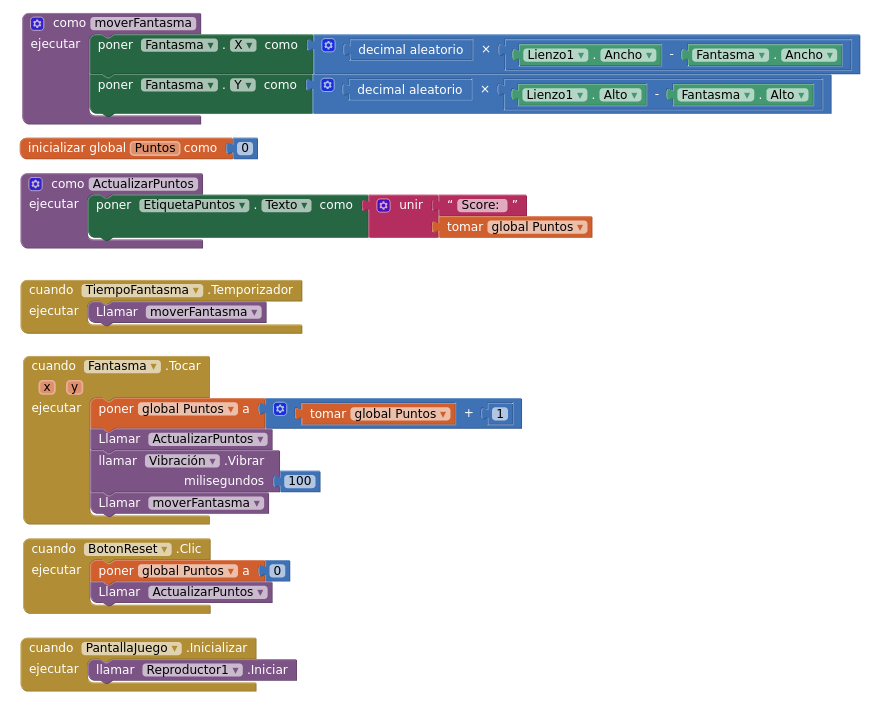 como moverFantasma
ejecutar poner Fantasma . X como decimal aleatorio × Lienzo1 . Ancho - Fantasma . Ancho
poner Fantasma . Y como decimal aleatorio × Lienzo1 . Alto - Fantasma . Alto
inicializar global Puntos como 0
como ActualizarPuntos
ejecutar poner EtiquetaPuntos . Texto como unir “ Score: ”
tomar global Puntos
cuando TiempoFantasma .Temporizador
ejecutar Llamar moverFantasma
cuando Fantasma .Tocar
x y
ejecutar poner global Puntos a tomar global Puntos + 1
Llamar ActualizarPuntos
llamar Vibración .Vibrar
milisegundos 100
Llamar moverFantasma
cuando BotonReset .Clic
ejecutar poner global Puntos a 0
Llamar ActualizarPuntos
cuando PantallaJuego .Inicializar
ejecutar llamar Reproductor1 .Iniciar